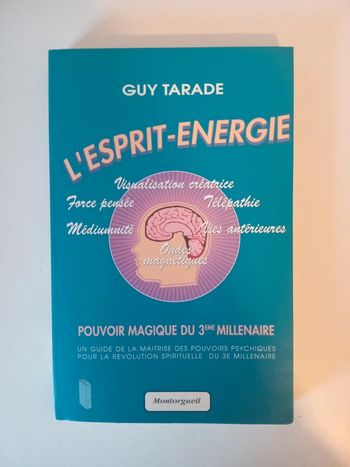 GUY TARADE
L'ESPRIT-ENERGIE
Visualisation créatrice
Force pensée Télépathie
Médiumnité Vies antérieures
Ondes
magnétiques
POUVOIR MAGIQUE DU 3ÈME MILLENAIRE
UN GUIDE DE LA MAITRISE DES POUVOIRS PSYCHIQUES
POUR LA REVOLUTION SPIRITUELLE DU 3E MILLENAIRE
Montorgueil